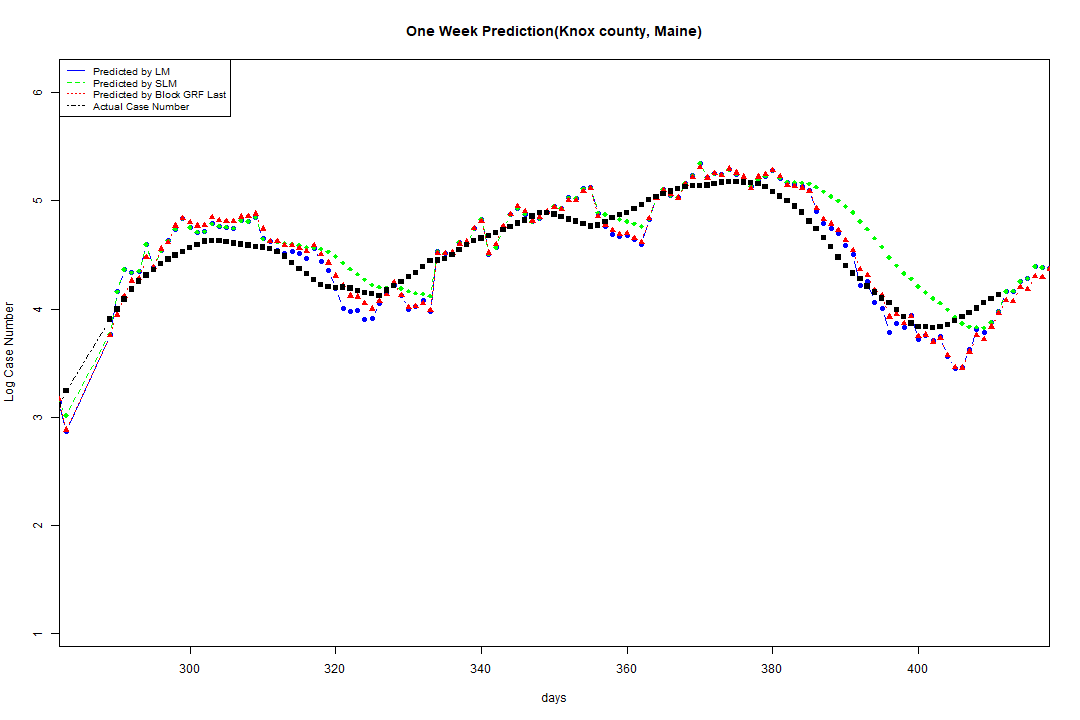 One Week Prediction(Knox county, Maine)
Predicted by LM
Predicted by SLM
Predicted by Block GRF Last
Actual Case Number
6
5
4
3
2
1
Log Case Number
300 320 340 360 380 400
days